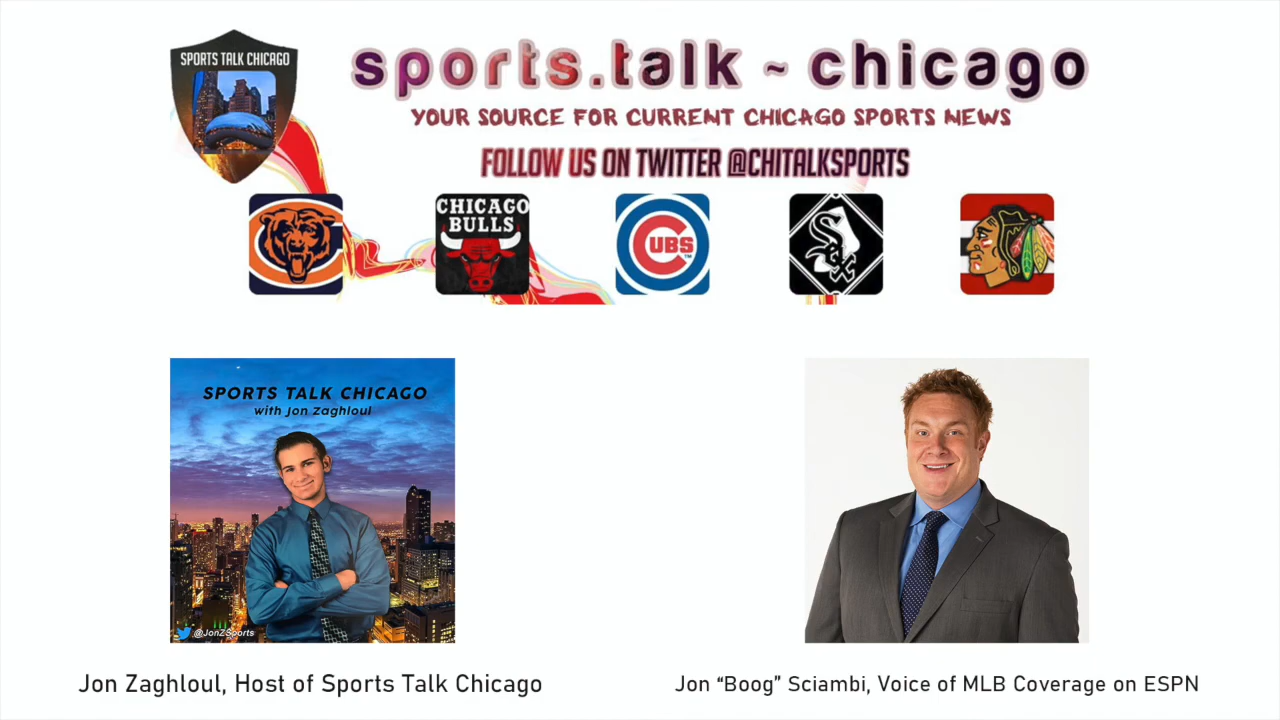 SPORTS TALK CHICAGO
sports.talk ~ chicago
YOUR SOURCE FOR CURRENT CHICAGO SPORTS NEWS
FOLLOW US ON TWITTER @CHITALKSPORTS
CHICAGO
BULLS
CUBS
TM
Sox
SPORTS TALK CHICAGO
with Jon Zaghloul
@JonZSports
Jon Zaghloul, Host of Sports Talk Chicago
Jon “Boog” Sciambi, Voice of MLB Coverage on ESPN